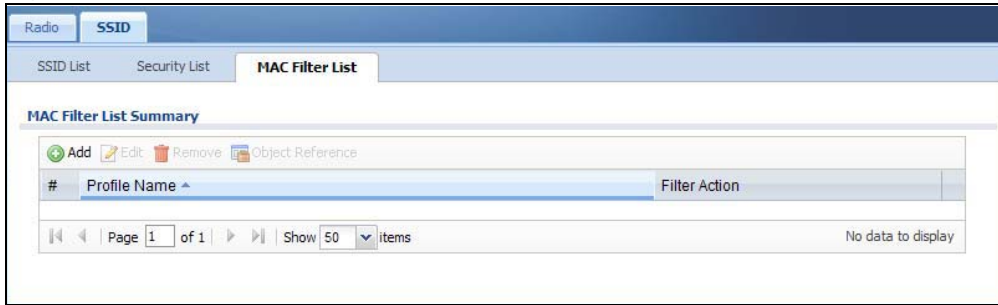 Radio SSID
SSID List Security List MAC Filter List
MAC Filter List Summary
Add Edit Remove Object Reference
# Profile Name Filter Action
Page 1 of 1 Show 50 items No data to display